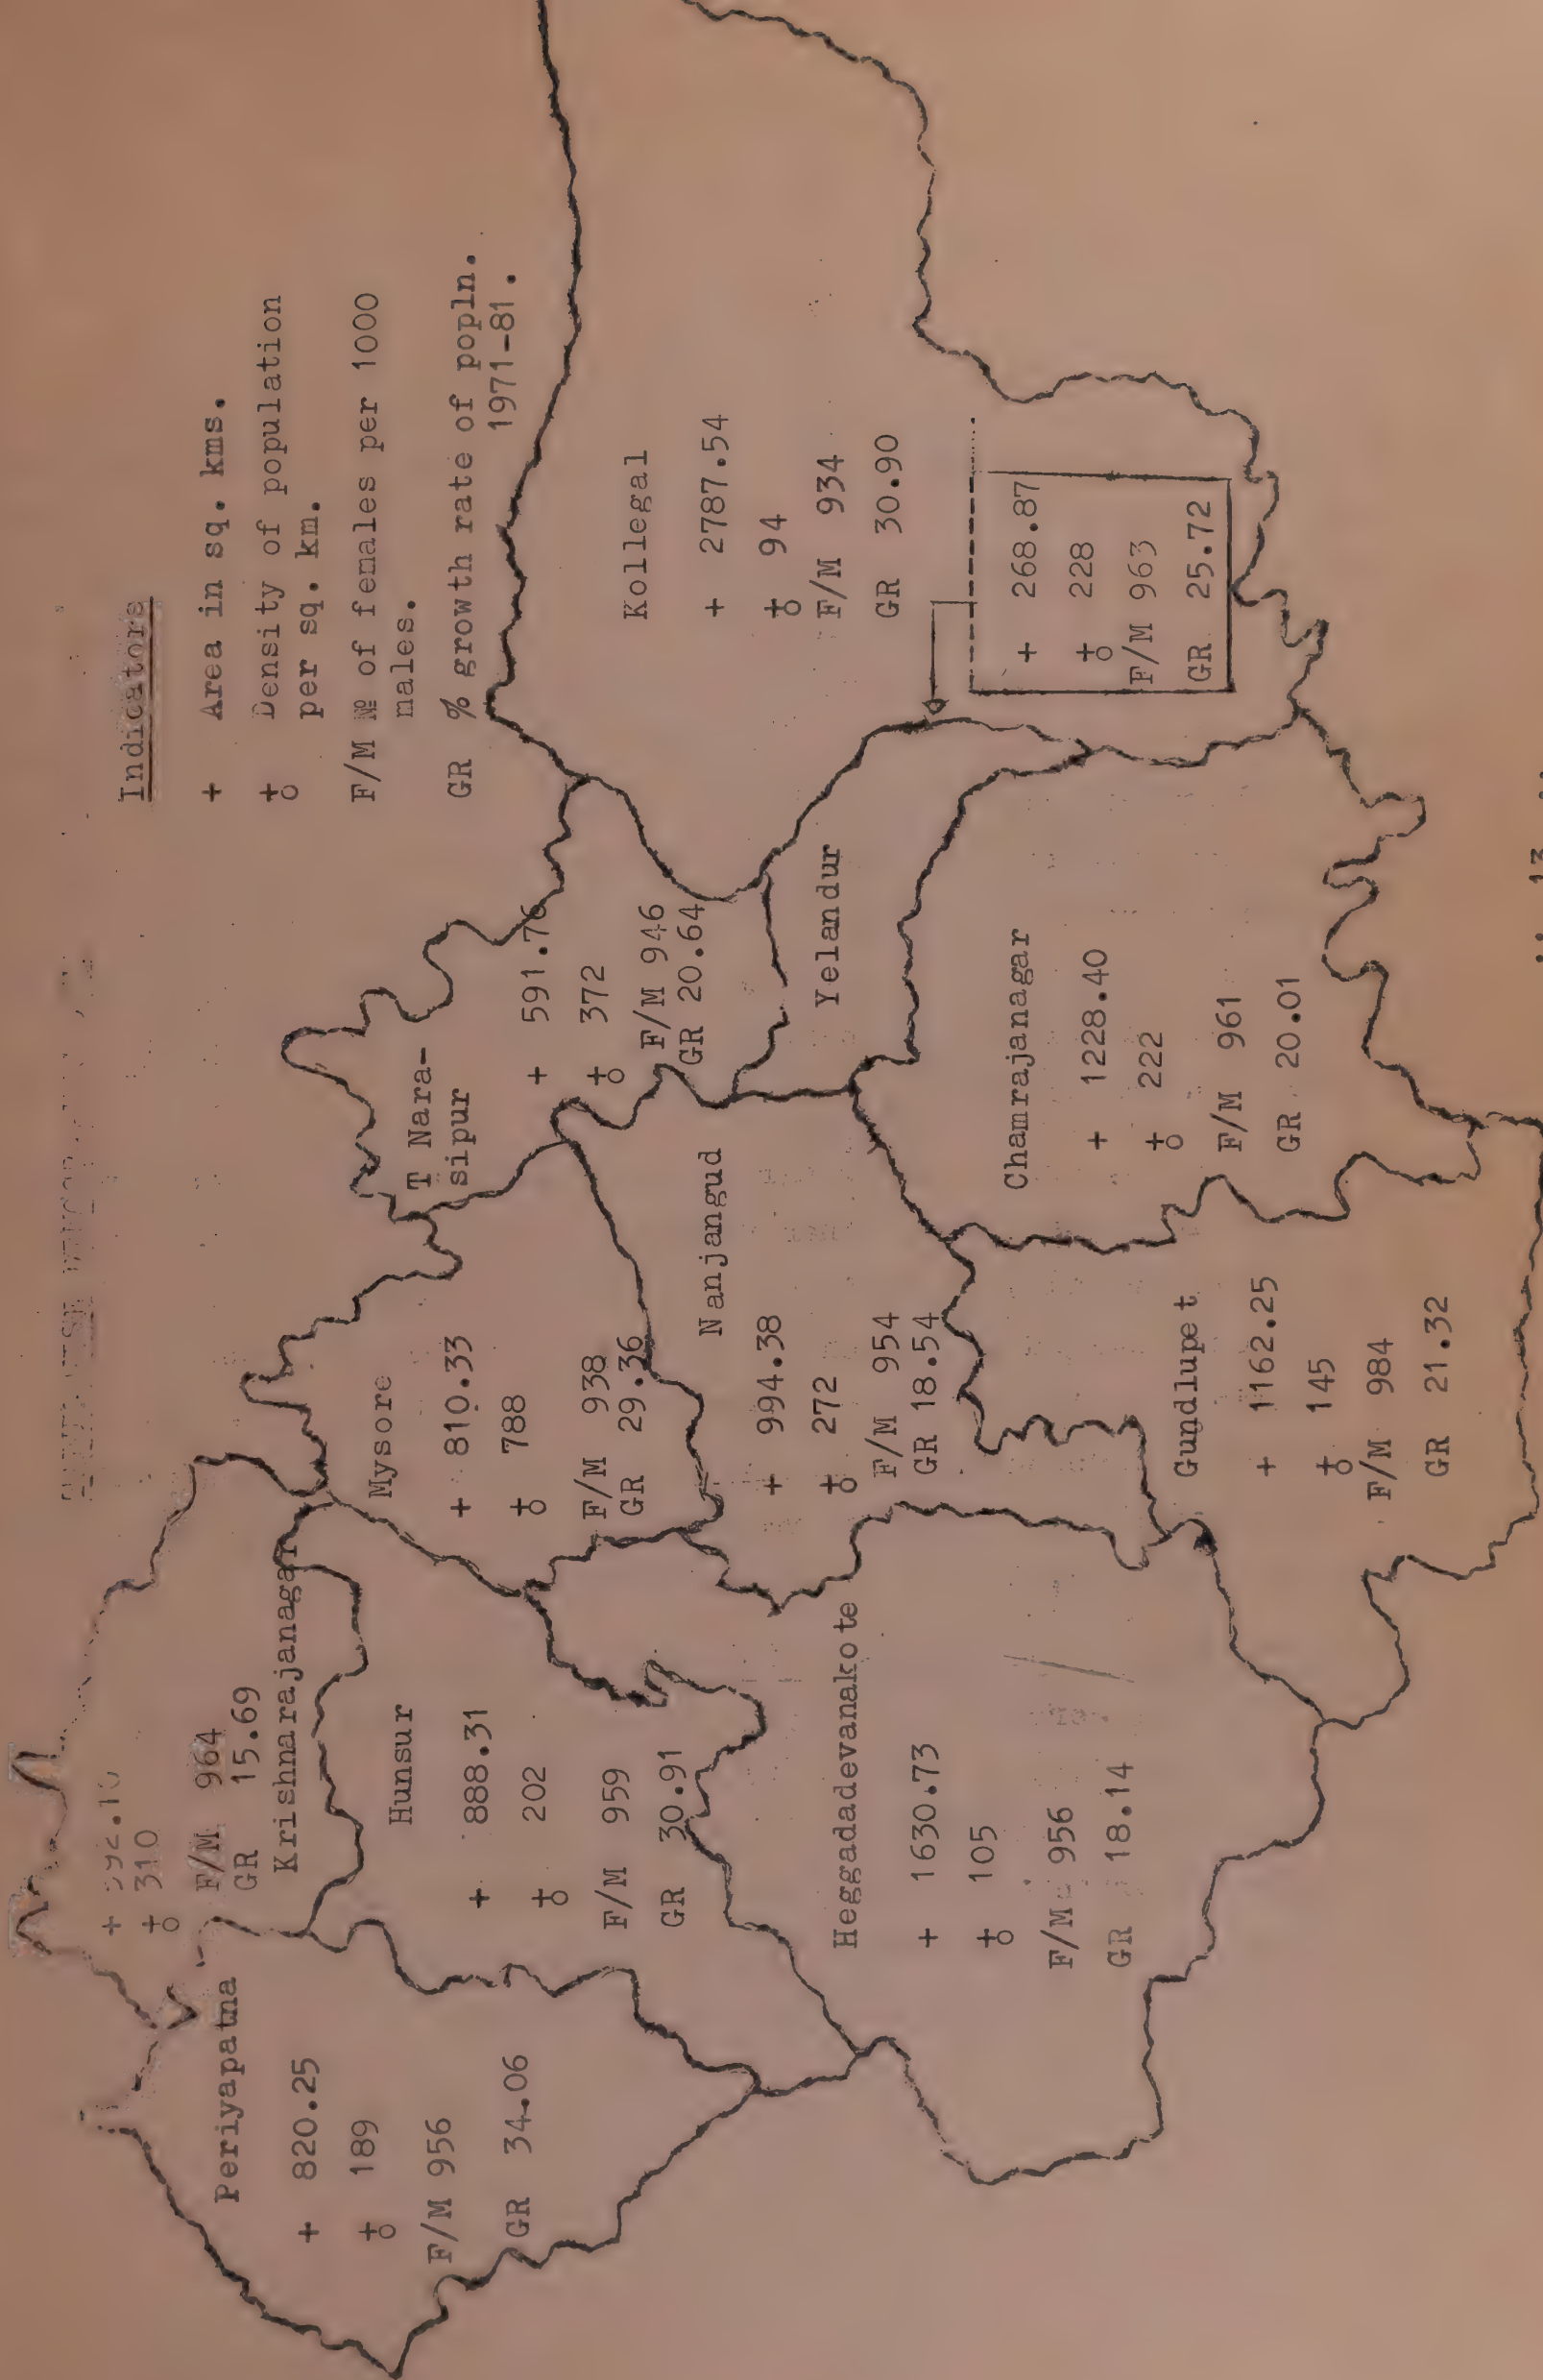 Indicators
+ Area in sq. kms.
♁ Density of population
per sq. km.
F/M № of females per 1000
males.
GR % growth rate of popln.
1971-81.
+
♁ 310
F/M 964
GR 15.69
Krishnarajanagar
Periyapatna
+ 820.25
♁ 189
F/M 956
GR 34.06
Hunsur
+ 888.31
♁ 202
F/M 959
GR 30.91
Mysore
+ 810.33
♁ 788
F/M 938
GR 29.36
T Nara-
sipur
+ 591.76
♁ 372
F/M 946
GR 20.64
Kollegal
+ 2787.54
♁ 94
F/M 934
GR 30.90
Nanjangud
+ 994.38
♁ 272
F/M 954
GR 18.54
Yelandur
+ 268.87
♁ 228
F/M 963
GR 25.72
Heggadadevanakote
+ 1630.73
♁ 105
F/M 956
GR 18.14
Chamrajanagar
+ 1228.40
♁ 222
F/M 961
GR 20.01
Gundlupet
+ 1162.25
♁ 145
F/M 984
GR 21.32
.. 13 ..